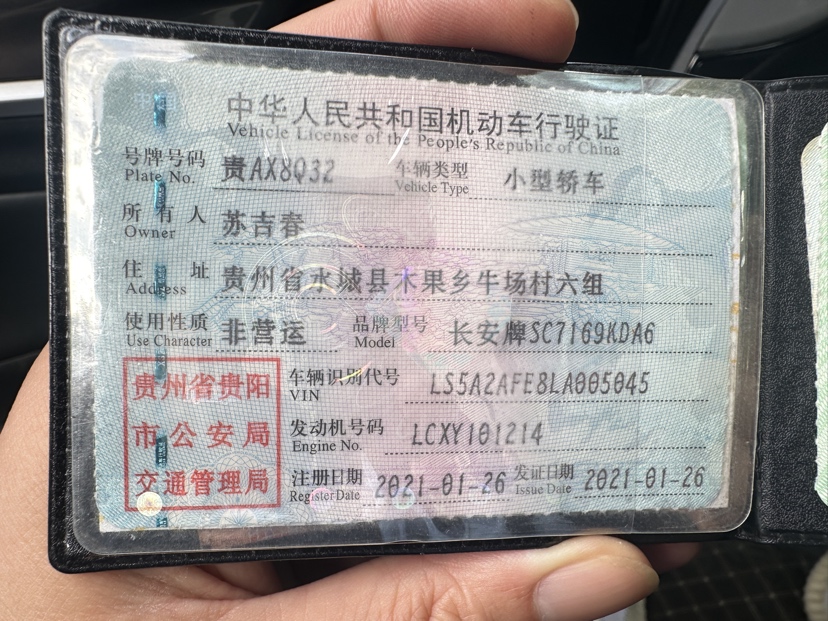 中华人民共和国机动车行驶证
Vehicle License of the People's Republic of China
号牌号码 贵AX8Q32 车辆类型 小型轿车
Plate No. Vehicle Type
所有人 苏吉春
Owner
住址 贵州省水城县木果乡牛场村六组
Address
使用性质 非营运 品牌型号 长安牌SC7169KDA6
Use Character Model
贵州省贵阳
市公安局
交通管理局
车辆识别代号 LS5A2AFE8LA005045
VIN
发动机号码 LCXY101214
Engine No.
注册日期 2021-01-26 发证日期 2021-01-26
Register Date Issue Date